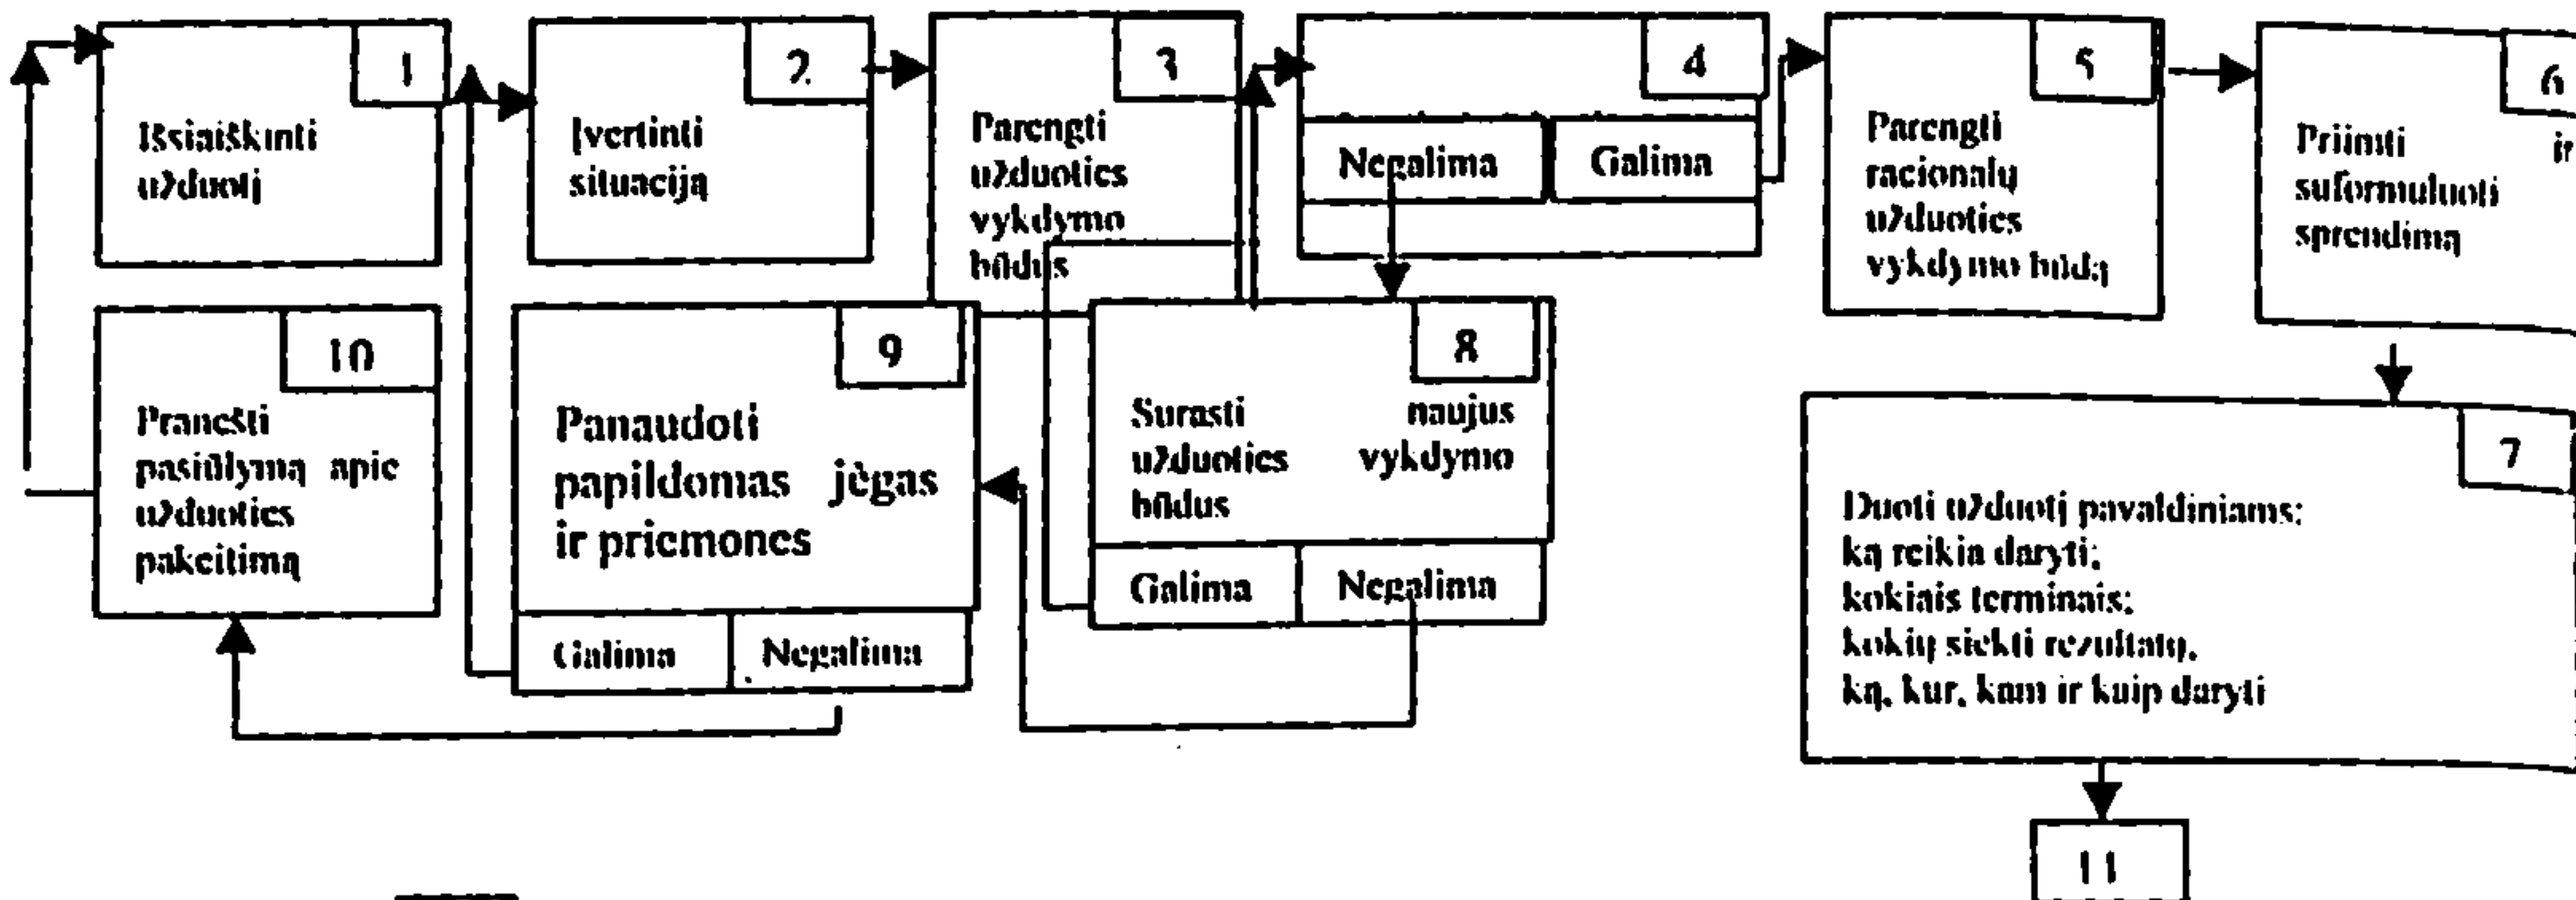 1
Išsiaiškinti
užduotį
2
Įvertinti
situaciją
3
Parengti
užduoties
vykdymo
būdus
4
Negalima Galima
5
Parengti
racionalų
užduoties
vykdymo būdą
6
Priimti ir
suformuluoti
sprendimą
10
Pranešti
pasiūlymą apie
užduoties
pakeitimą
9
Panaudoti
papildomas jėgas
ir priemones
Galima Negalima
8
Surasti naujus
užduoties vykdymo
būdus
Galima Negalima
7
Duoti užduotį pavaldiniams:
ką reikia daryti;
kokiais terminais;
kokių siekti rezultatų,
ką, kur, kam ir kaip daryti
11